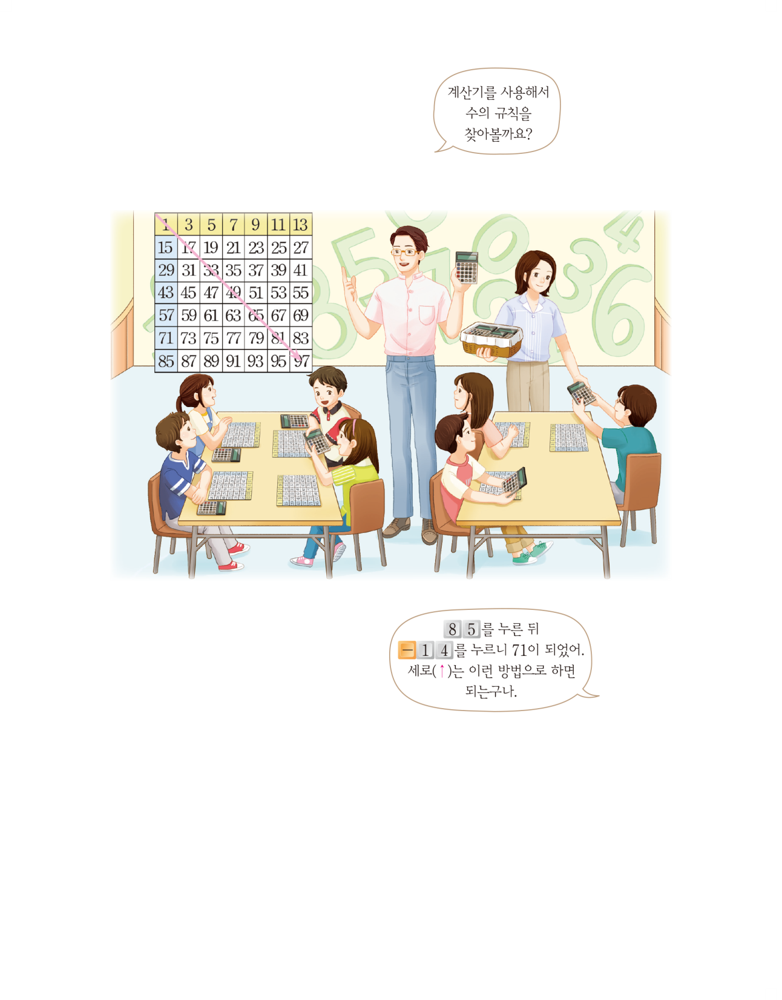 계산기를 사용해서
수의 규칙을
찾아볼까요?
1 3 5 7 9 11 13
15 17 19 21 23 25 27
29 31 33 35 37 39 41
43 45 47 49 51 53 55
57 59 61 63 65 67 69
71 73 75 77 79 81 83
85 87 89 91 93 95 97
8 5 를 누른 뒤
− 1 4 를 누르니 71이 되었어.
세로(↑)는 이런 방법으로 하면
되는구나.